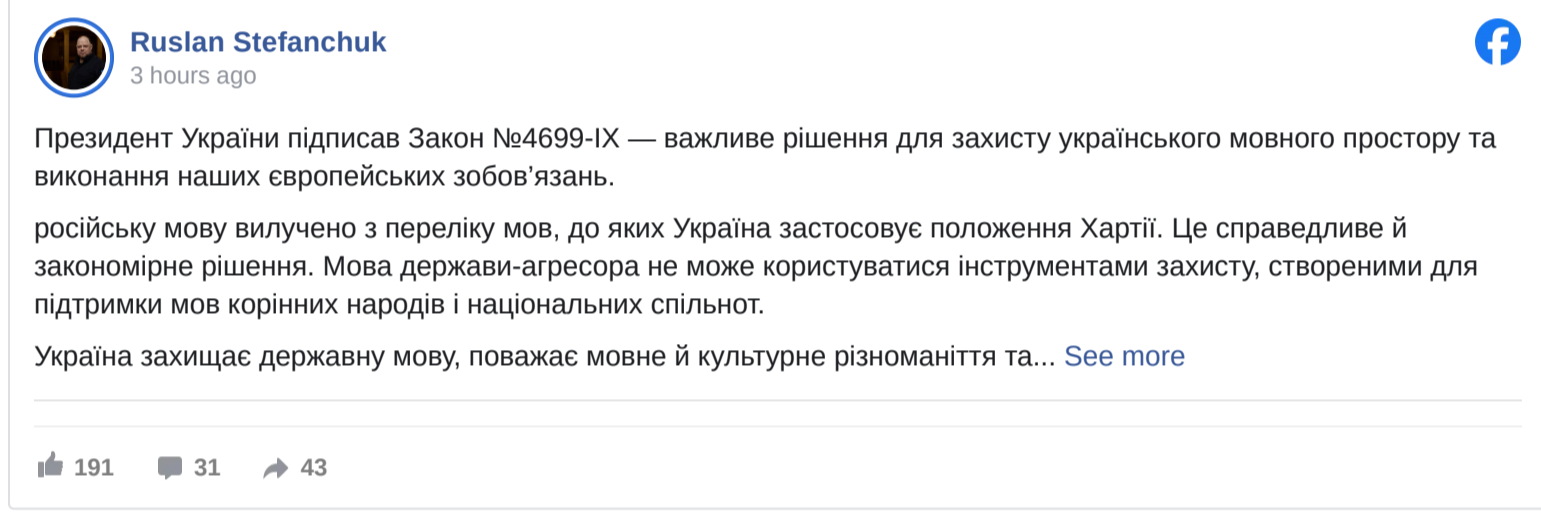 Ruslan Stefanchuk
3 hours ago
Президент України підписав Закон №4699-IX — важливе рішення для захисту українського мовного простору та
виконання наших європейських зобов’язань.
російську мову вилучено з переліку мов, до яких Україна застосовує положення Хартії. Це справедливе й
закономірне рішення. Мова держави-агресора не може користуватися інструментами захисту, створеними для
підтримки мов корінних народів і національних спільнот.
Україна захищає державну мову, поважає мовне й культурне різноманіття та... See more
191 31 43